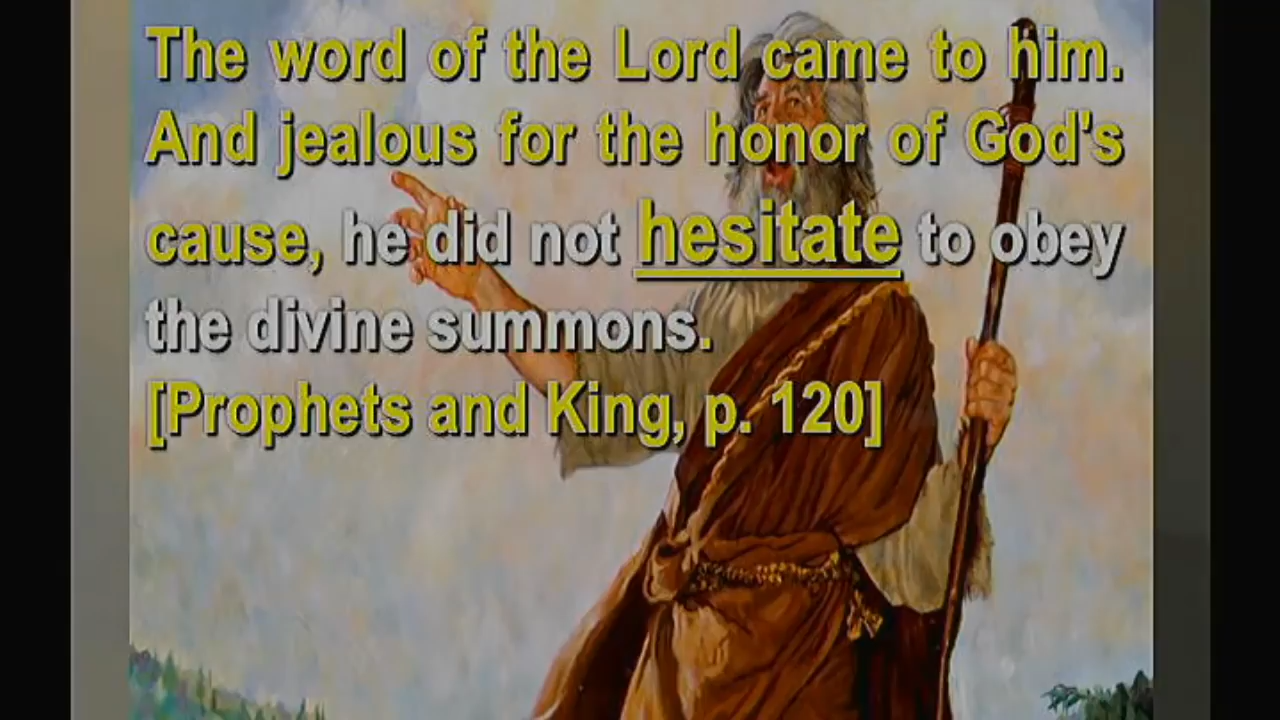 The word of the Lord came to him.
And jealous for the honor of God's
cause, he did not hesitate to obey
the divine summons.
[Prophets and King, p. 120]